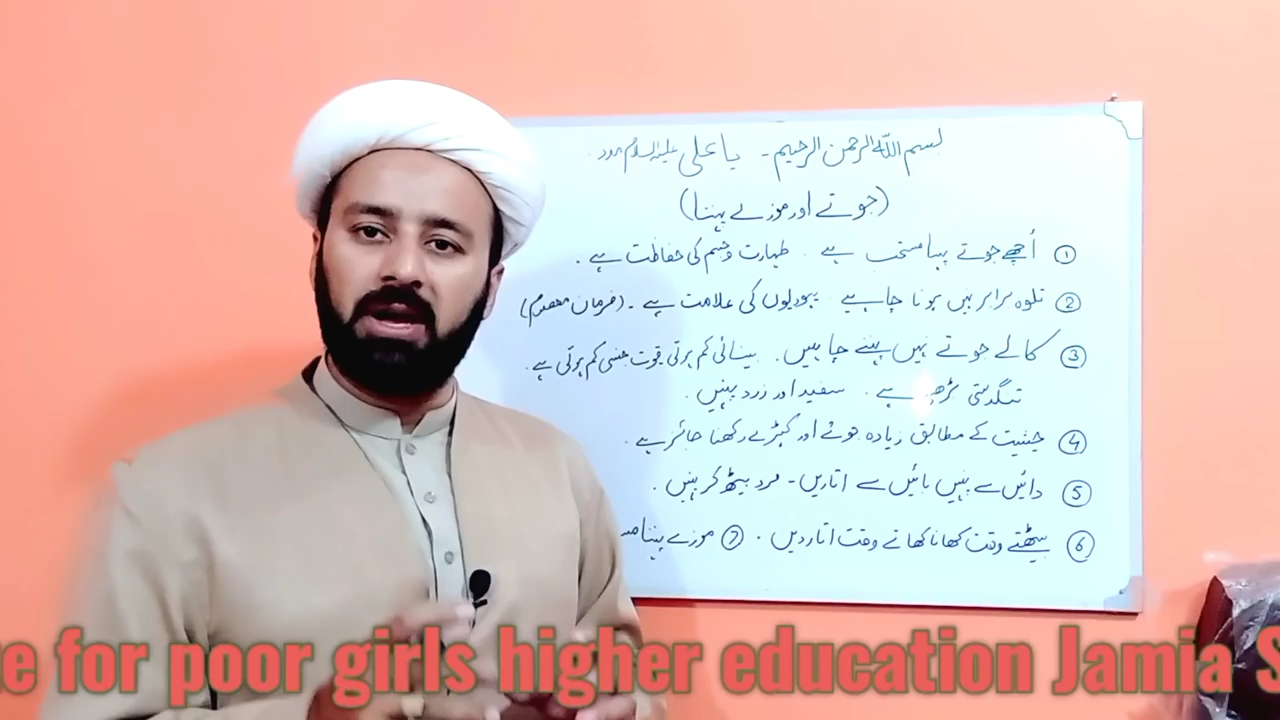 بسم اللہ الرحمن الرحیم ۔ یا علی علیہ السلام مدد ۔
(جوتے اور موزے پہننا)
① اچھے جوتے پہننا مستحب ہے ۔ طہارت و جسم کی حفاظت ہے ۔
② تلوہ برابر نہیں ہونا چاہیے یہودیوں کی علامت ہے ۔ (فرمان معصوم)
③ کالے جوتے نہیں پہننے چاہیں ۔ بینائی کم ہوتی قوت جنسی کم ہوتی ہے ۔
تنگدستی بڑھتی ہے ۔ سفید اور زرد پہنیں ۔
④ حیثیت کے مطابق زیادہ جوتے اور کپڑے رکھنا جائز ہے ۔
⑤ دائیں سے پہنیں بائیں سے اتاریں ۔ مرد بیٹھ کر پہنیں ۔
⑥ بیٹھتے وقت کھانا کھاتے وقت اتار دیں ۔ ⑦ موزے پہننا
for poor girls higher education Jamia S